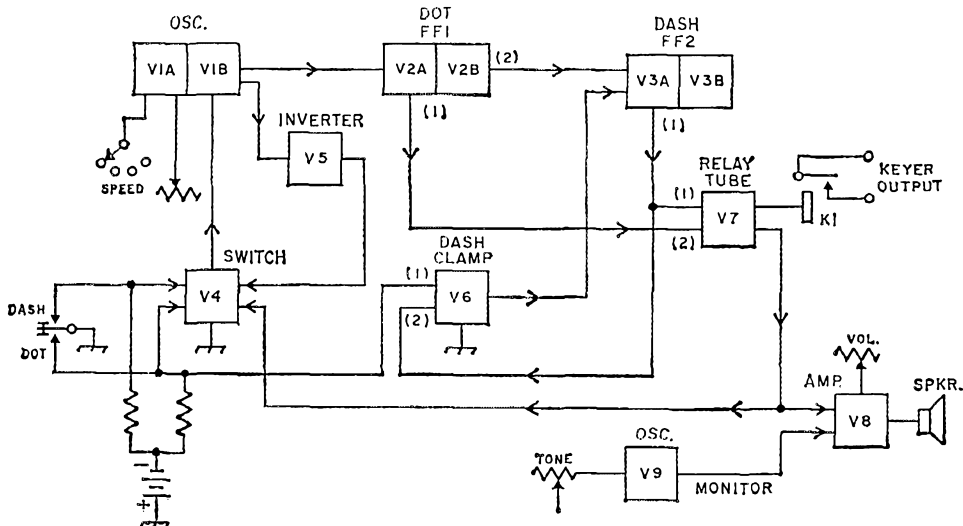 OSC.
DOT
FF1
DASH
FF2
V1A
V1B
V2A
V2B
(2)
V3A
V3B
(1)
(1)
INVERTER
V5
SPEED
RELAY
TUBE
KEYER
OUTPUT
(1)
V7
(2)
K1
SWITCH
DASH
CLAMP
V4
(1)
V6
(2)
DASH
DOT
VOL.
AMP.
SPKR.
V8
OSC.
TONE
V9
MONITOR
-
+